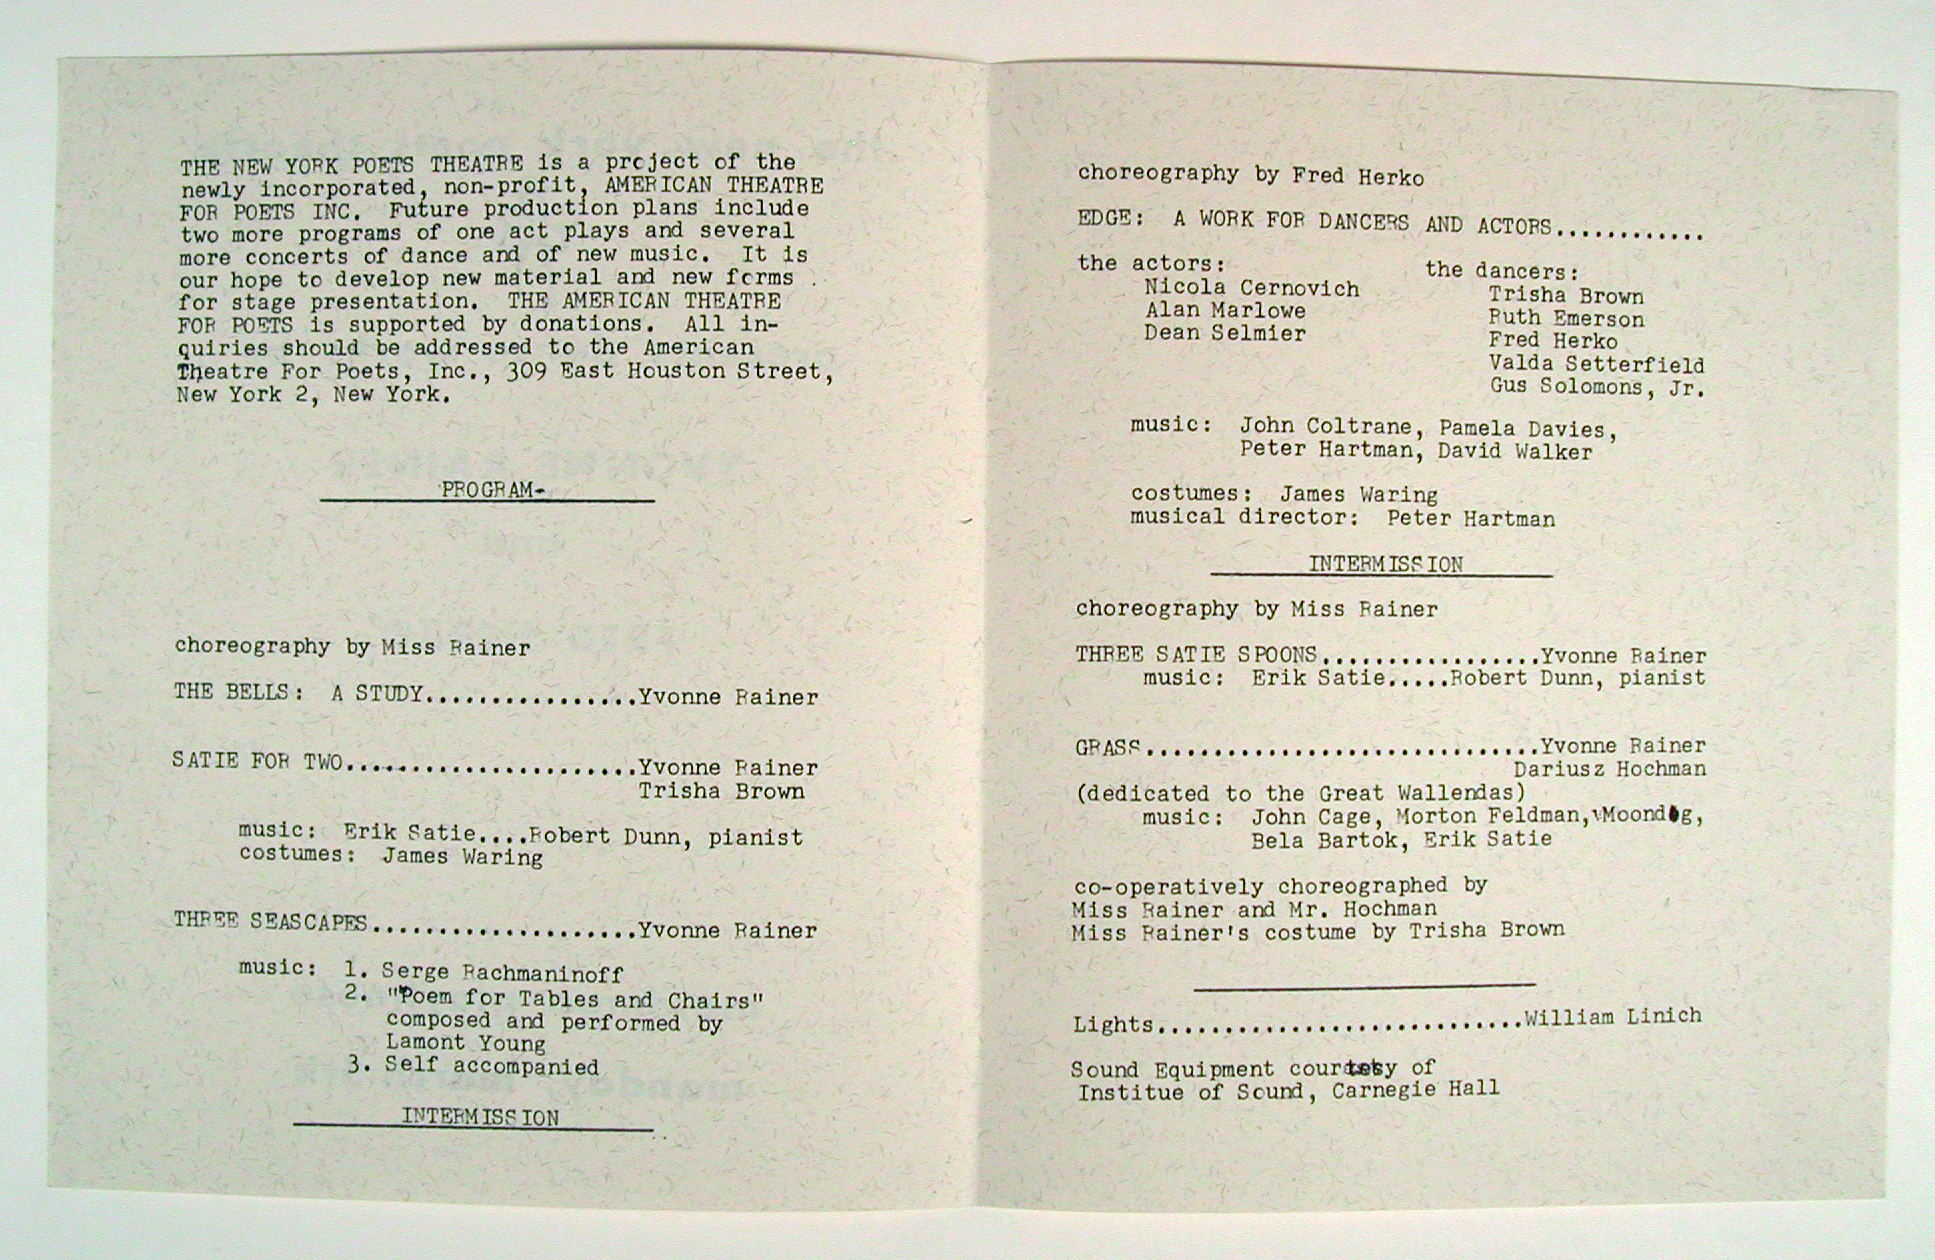 THE NEW YORK POETS THEATRE is a project of the
newly incorporated, non-profit, AMERICAN THEATRE
FOR POETS INC. Future production plans include
two more programs of one act plays and several
more concerts of dance and of new music. It is
our hope to develop new material and new forms
for stage presentation. THE AMERICAN THEATRE
FOR POETS is supported by donations. All in-
quiries should be addressed to the American
Theatre For Poets, Inc., 309 East Houston Street,
New York 2, New York.
PROGRAM-
choreography by Miss Rainer
THE BELLS: A STUDY................Yvonne Rainer
SATIE FOR TWO......................Yvonne Rainer
Trisha Brown
music: Erik Satie....Robert Dunn, pianist
costumes: James Waring
THREE SEASCAPES....................Yvonne Rainer
music: 1. Serge Rachmaninoff
2. "Poem for Tables and Chairs"
composed and performed by
Lamont Young
3. Self accompanied
INTERMISSION
choreography by Fred Herko
EDGE: A WORK FOR DANCERS AND ACTORS............
the actors:
Nicola Cernovich
Alan Marlowe
Dean Selmier
the dancers:
Trisha Brown
Ruth Emerson
Fred Herko
Valda Setterfield
Gus Solomons, Jr.
music: John Coltrane, Pamela Davies,
Peter Hartman, David Walker
costumes: James Waring
musical director: Peter Hartman
INTERMISSION
choreography by Miss Rainer
THREE SATIE SPOONS.................Yvonne Rainer
music: Erik Satie.....Robert Dunn, pianist
GRASS..............................Yvonne Rainer
Dariusz Hochman
(dedicated to the Great Wallendas)
music: John Cage, Morton Feldman, Moondog,
Bela Bartok, Erik Satie
co-operatively choreographed by
Miss Rainer and Mr. Hochman
Miss Rainer's costume by Trisha Brown
Lights............................William Linich
Sound Equipment courtesy of
Institue of Sound, Carnegie Hall